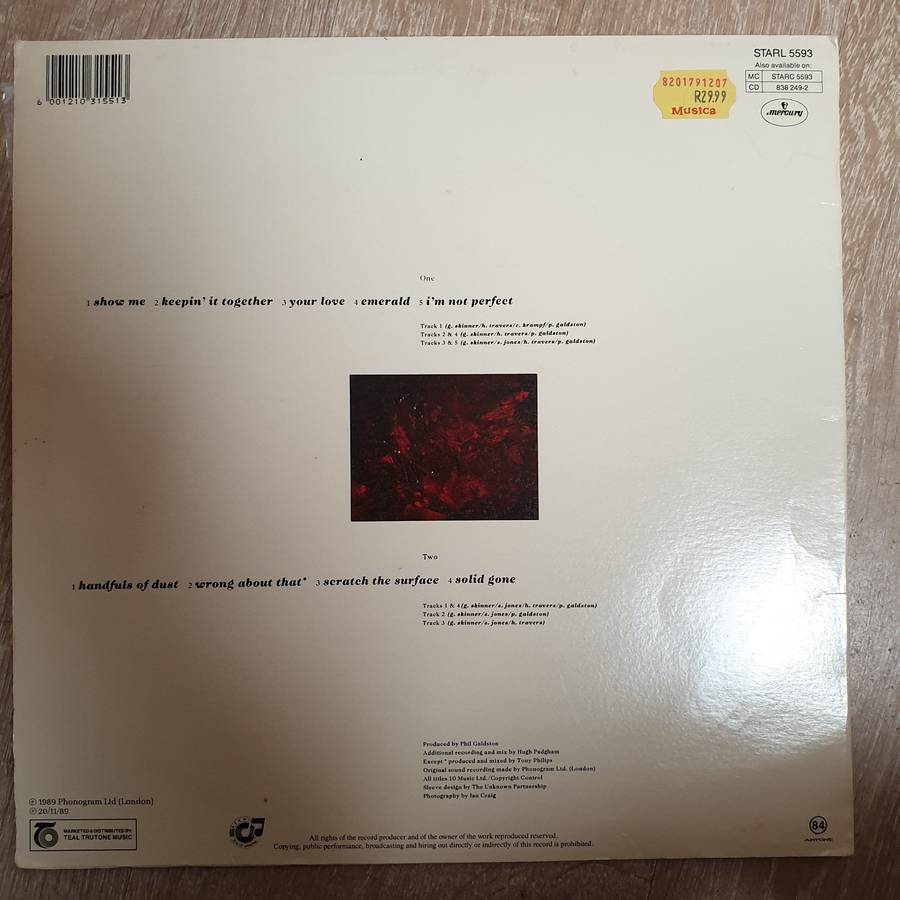 6 001210 315513
STARL 5593
Also available on:
MC STARC 5593
CD 838 249-2
mercury
8201791207
R29.99
Musica
One
1 show me 2 keepin' it together 3 your love 4 emerald 5 i'm not perfect
Track 1 (g. skinner/h. travers/c. krampf/p. galdston)
Tracks 2 & 4 (g. skinner/h. travers/p. galdston)
Tracks 3 & 5 (g. skinner/s. jones/h. travers/p. galdston)
Two
1 handfuls of dust 2 wrong about that* 3 scratch the surface 4 solid gone
Tracks 1 & 4 (g. skinner/s. jones/h. travers/p. galdston)
Track 2 (g. skinner/s. jones/p. galdston)
Track 3 (g. skinner/s. jones/h. travers)
Produced by Phil Galdston
Additional recording and mix by Hugh Padgham
Except * produced and mixed by Tony Philips
Original sound recording made by Phonogram Ltd. (London)
All titles 10 Music Ltd./Copyright Control
Sleeve design by The Unknown Partnership
Photography by Ian Craig
℗ 1989 Phonogram Ltd (London)
℗ 20/11/89
MARKETED & DISTRIBUTED BY:
TEAL TRUTONE MUSIC
All rights of the record producer and of the owner of the work reproduced reserved.
Copying, public performance, broadcasting and hiring out directly or indirectly of this record is prohibited.
84
ARTONE